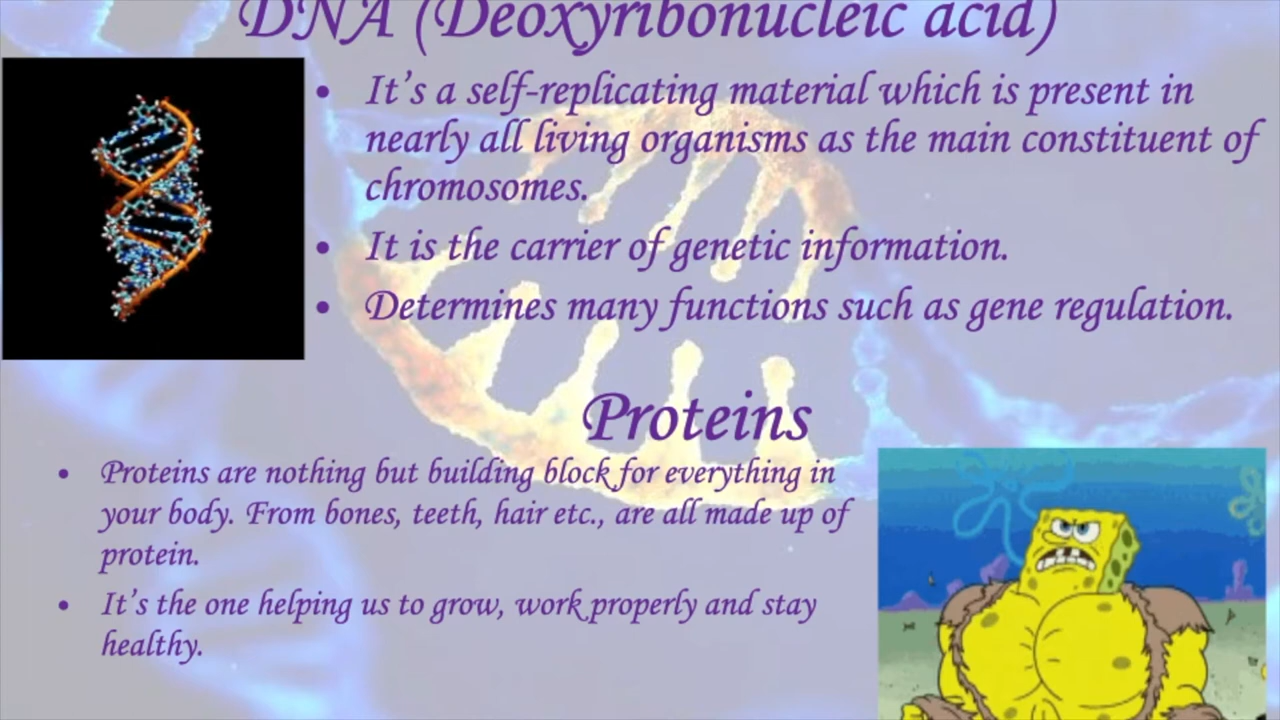 DNA (Deoxyribonucleic acid)
• It's a self-replicating material which is present in
nearly all living organisms as the main constituent of
chromosomes.
• It is the carrier of genetic information.
• Determines many functions such as gene regulation.
Proteins
• Proteins are nothing but building block for everything in
your body. From bones, teeth, hair etc., are all made up of
protein.
• It's the one helping us to grow, work properly and stay
healthy.